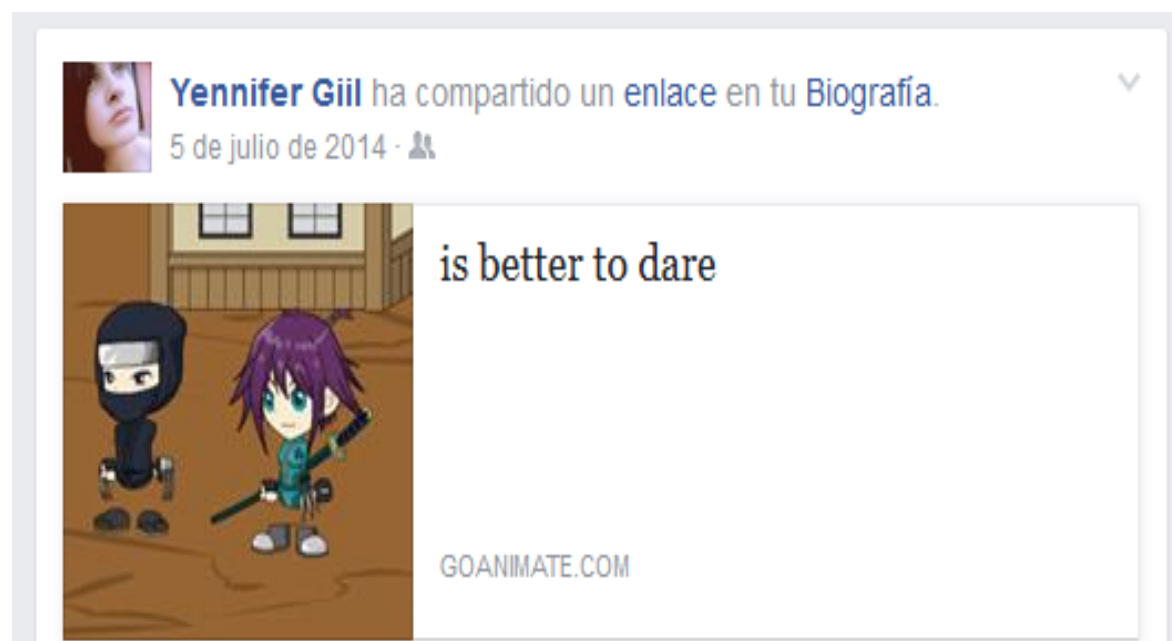 Yennifer Giil ha compartido un enlace en tu Biografía.
5 de julio de 2014 ·
is better to dare
GOANIMATE.COM